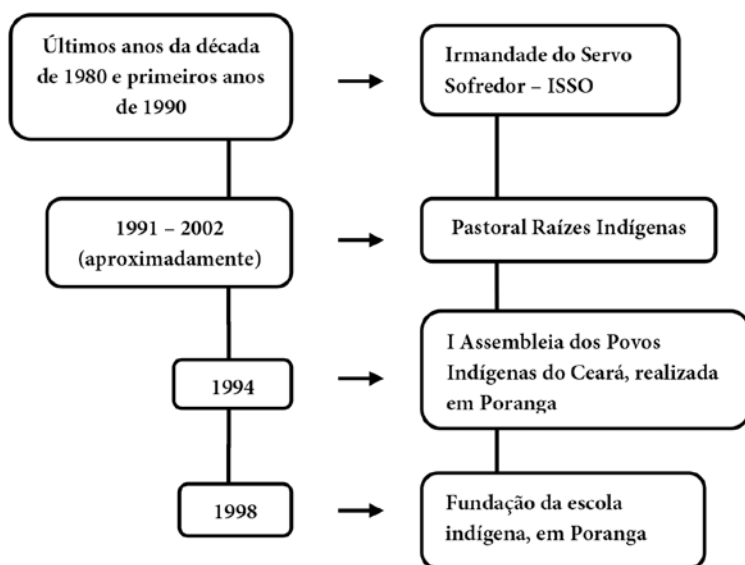 Últimos anos da década
de 1980 e primeiros anos
de 1990
Irmandade do Servo
Sofredor – ISSO
1991 – 2002
(aproximadamente)
Pastoral Raízes Indígenas
1994
I Assembleia dos Povos
Indígenas do Ceará, realizada
em Poranga
1998
Fundação da escola
indígena, em Poranga